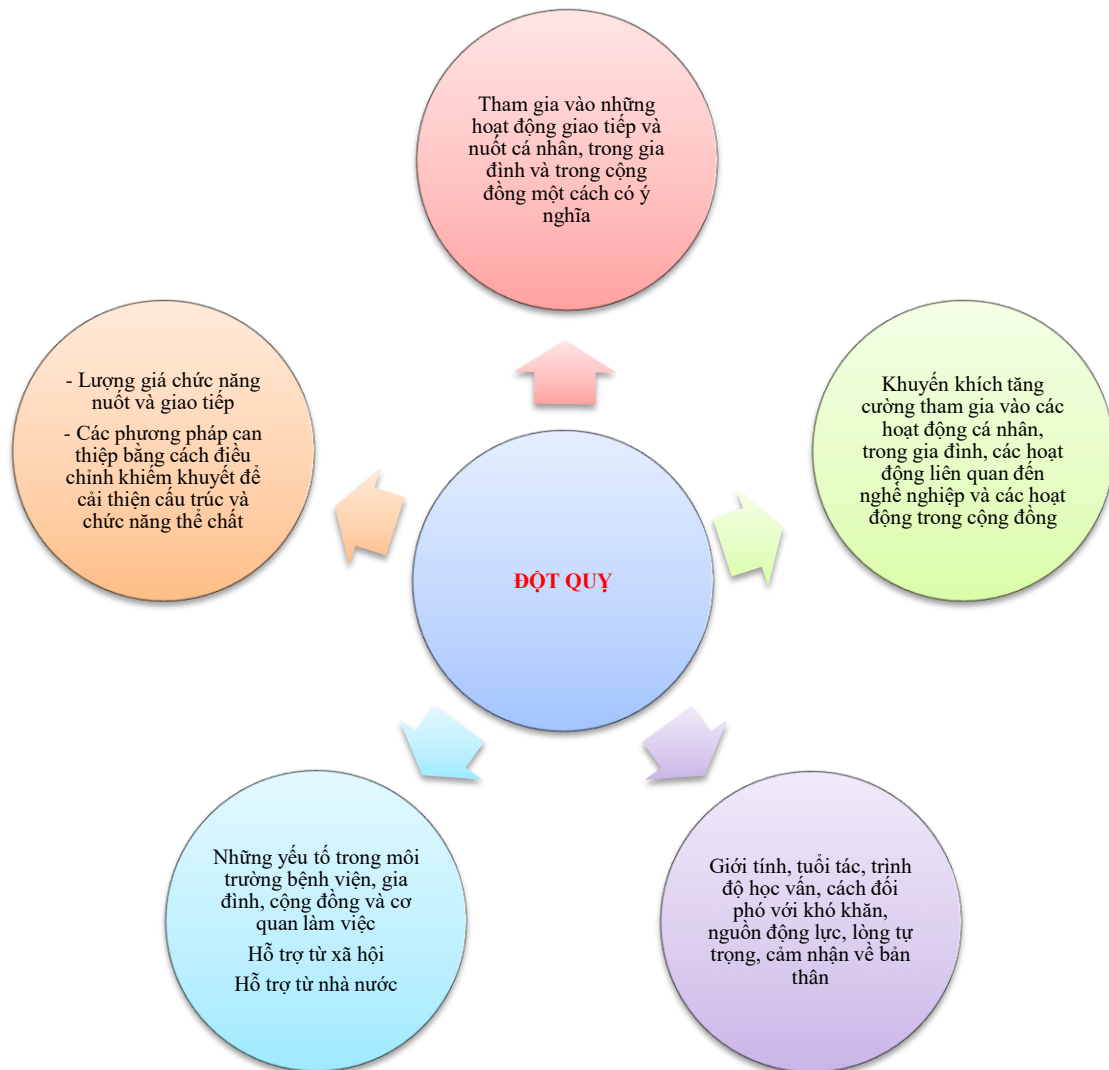 Tham gia vào những
hoạt động giao tiếp và
nuốt cá nhân, trong gia
đình và trong cộng
đồng một cách có ý
nghĩa
- Lượng giá chức năng
nuốt và giao tiếp
- Các phương pháp can
thiệp bằng cách điều
chỉnh khiếm khuyết để
cải thiện cấu trúc và
chức năng thể chất
Khuyến khích tăng
cường tham gia vào các
hoạt động cá nhân,
trong gia đình, các hoạt
động liên quan đến
nghề nghiệp và các hoạt
động trong cộng đồng
ĐỘT QUỴ
Những yếu tố trong môi
trường bệnh viện, gia
đình, cộng đồng và cơ
quan làm việc
Hỗ trợ từ xã hội
Hỗ trợ từ nhà nước
Giới tính, tuổi tác, trình
độ học vấn, cách đối
phó với khó khăn,
nguồn động lực, lòng tự
trọng, cảm nhận về bản
thân